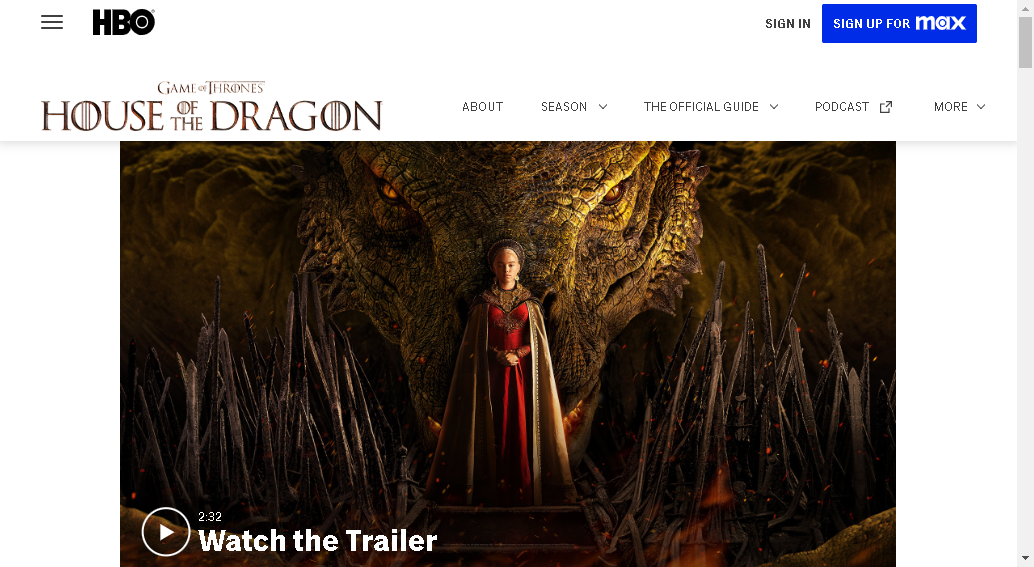 HBO
SIGN IN
SIGN UP FOR max
GAME OF THRONES
HOUSE OF THE DRAGON
ABOUT
SEASON
THE OFFICIAL GUIDE
PODCAST
MORE
2:32
Watch the Trailer